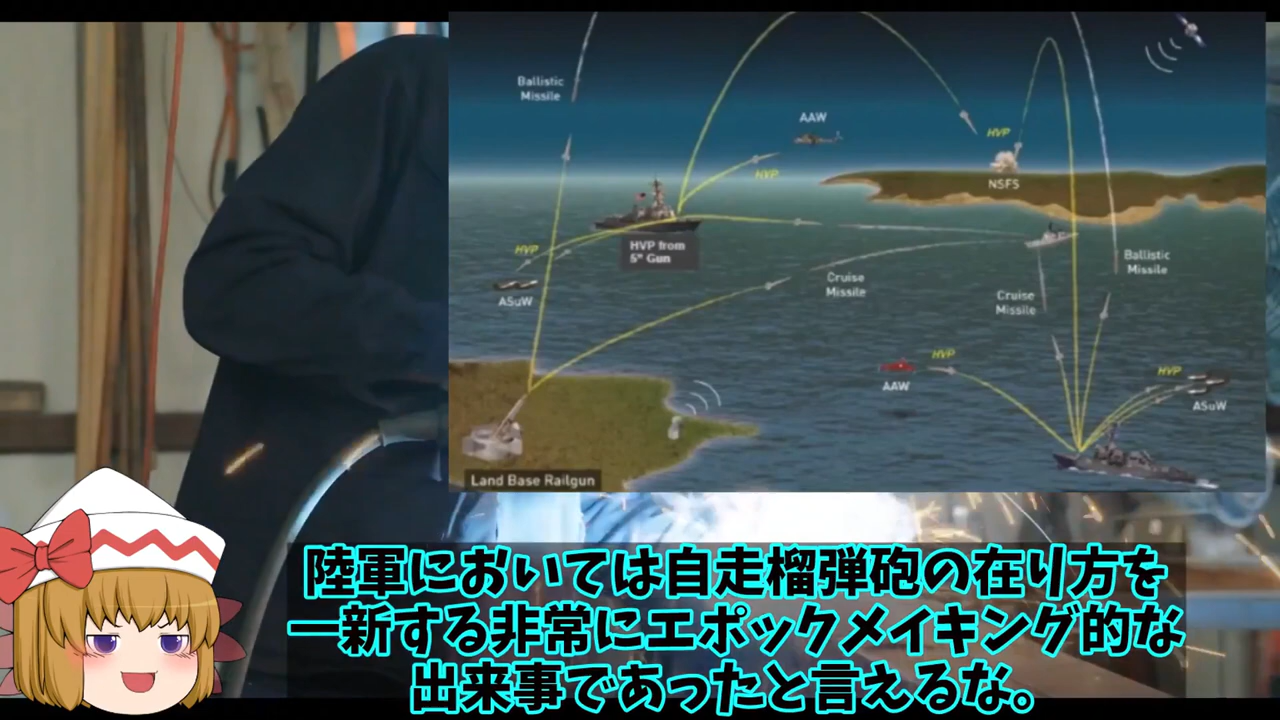 Ballistic
Missile
AAW
HVP
NSFS
HVP
HVP
HVP from
5" Gun
ASuW
Cruise
Missile
Ballistic
Missile
Cruise
Missile
HVP
AAW
HVP
ASuW
Land Base Railgun
陸軍においては自走榴弾砲の在り方を
一新する非常にエポックメイキング的な
出来事であったと言えるな。